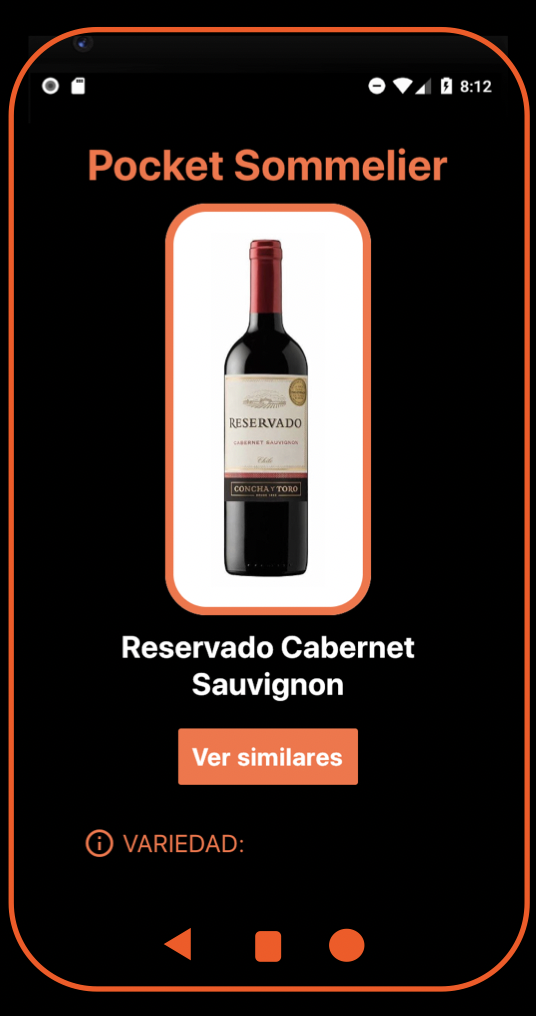 8:12
Pocket Sommelier
RESERVADO
CABERNET SAUVIGNON
Chile
CONCHA Y TORO
Reservado Cabernet
Sauvignon
Ver similares
VARIEDAD: